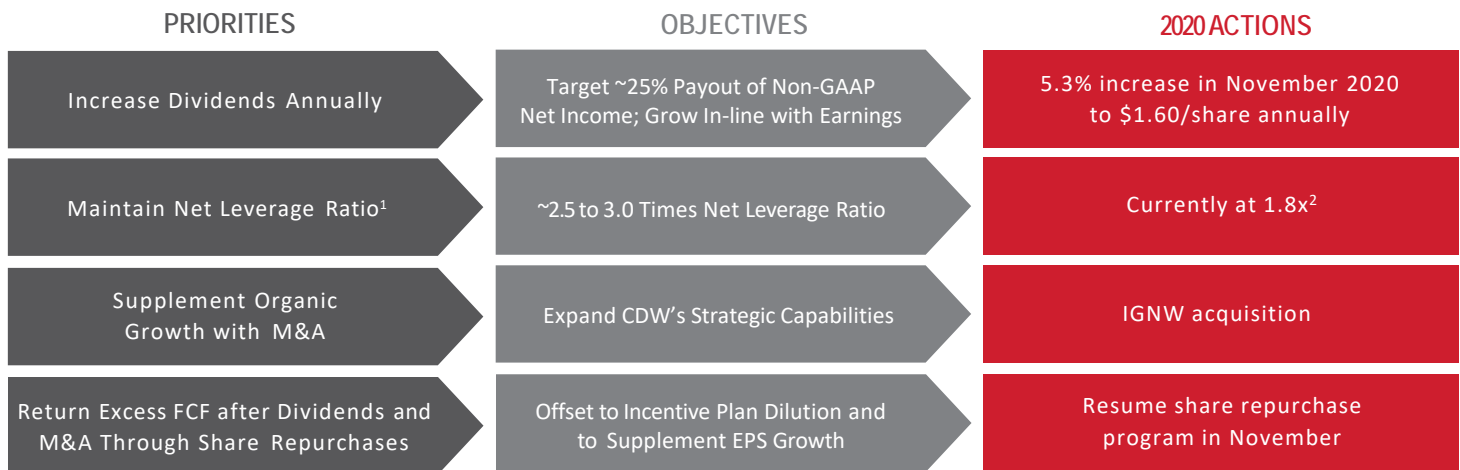 PRIORITIES
OBJECTIVES
2020 ACTIONS
Increase Dividends Annually
Target ~25% Payout of Non-GAAP
Net Income; Grow In-line with Earnings
5.3% increase in November 2020
to $1.60/share annually
Maintain Net Leverage Ratio¹
~2.5 to 3.0 Times Net Leverage Ratio
Currently at 1.8x²
Supplement Organic
Growth with M&A
Expand CDW’s Strategic Capabilities
IGNW acquisition
Return Excess FCF after Dividends and
M&A Through Share Repurchases
Offset to Incentive Plan Dilution and
to Supplement EPS Growth
Resume share repurchase
program in November